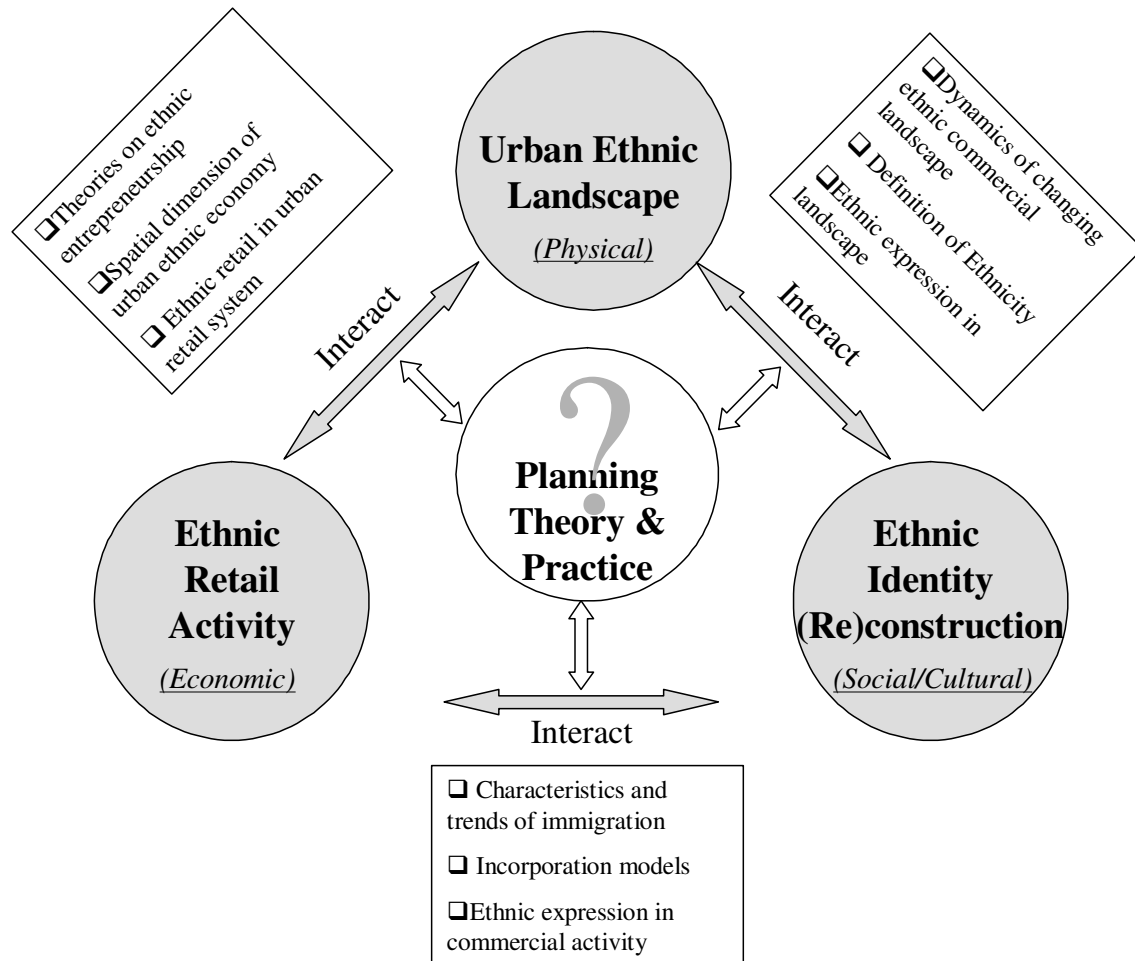 ❑Theories on ethnic
entrepreneurship
❑Spatial dimension of
urban ethnic economy
❑ Ethnic retail in urban
retail system
Urban Ethnic
Landscape
(Physical)
❑Dynamics of changing
ethnic commercial
landscape
❑ Definition of Ethnicity
❑Ethnic expression in
landscape
Interact
Interact
?
Planning
Theory &
Practice
Ethnic
Retail
Activity
(Economic)
Ethnic
Identity
(Re)construction
(Social/Cultural)
Interact
❑ Characteristics and
trends of immigration
❑ Incorporation models
❑Ethnic expression in
commercial activity